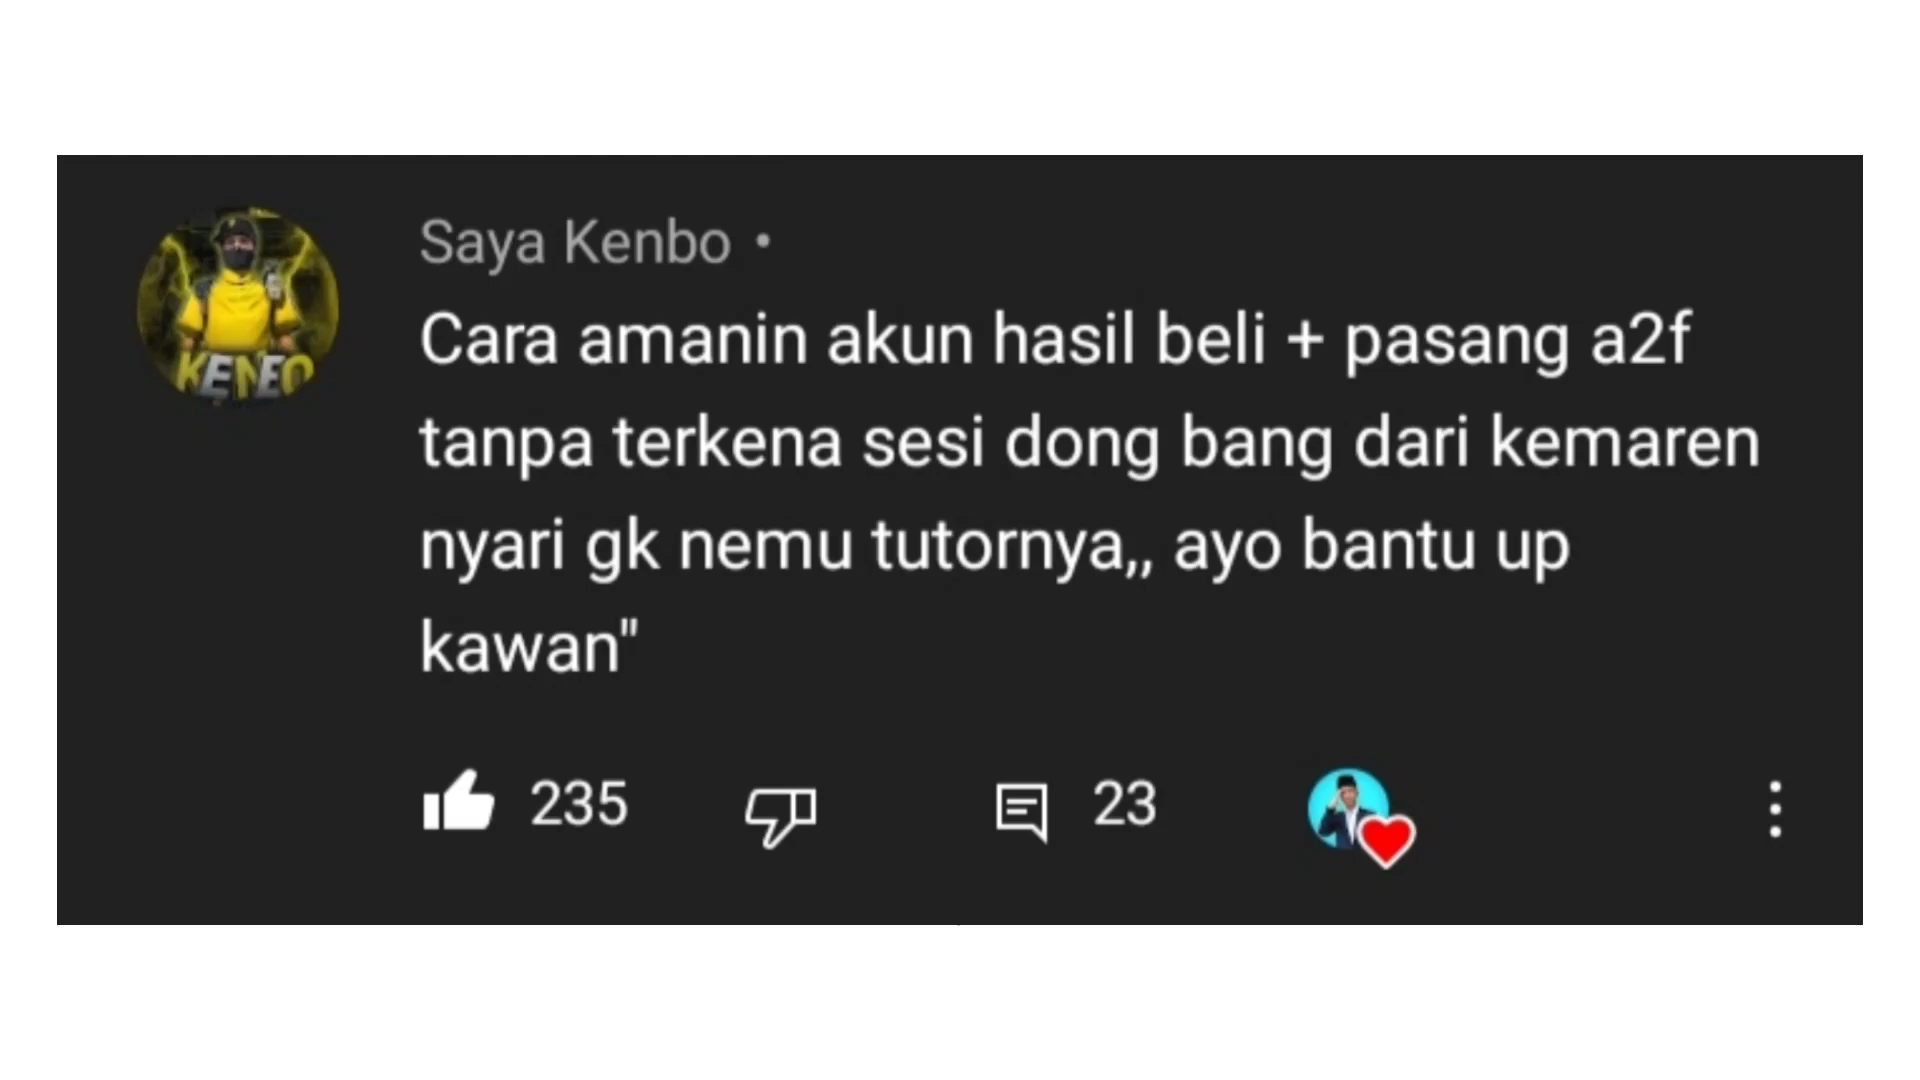 Saya Kenbo •
Cara amanin akun hasil beli + pasang a2f
tanpa terkena sesi dong bang dari kemaren
nyari gk nemu tutornya,, ayo bantu up
kawan"
KENBO
235
23